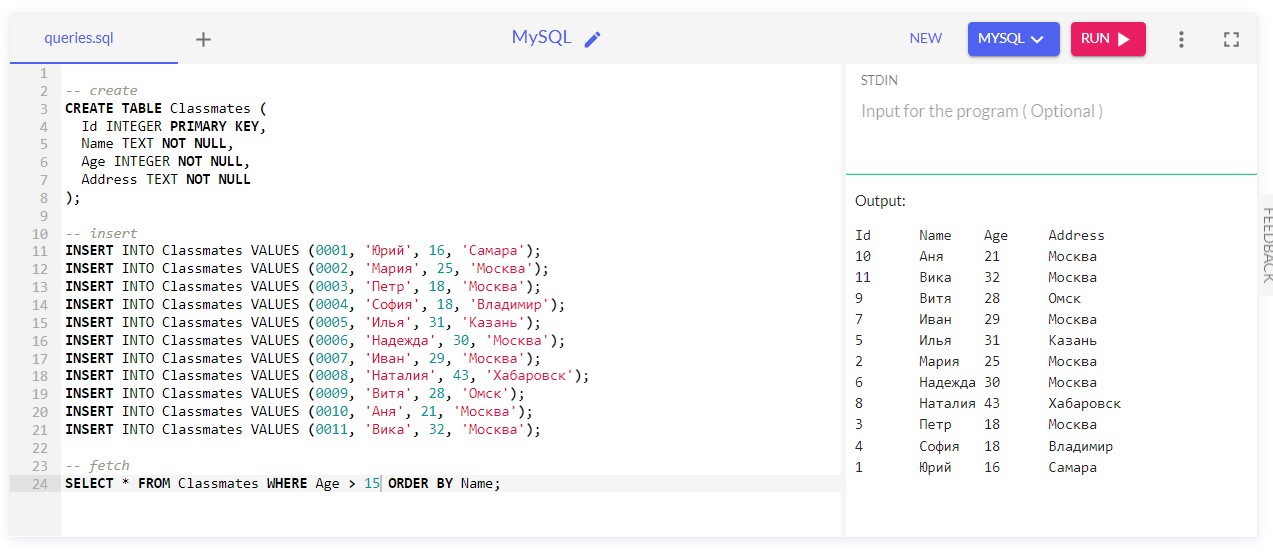 queries.sql + MySQL NEW MYSQL RUN
1
2 -- create
3 CREATE TABLE Classmates (
4 Id INTEGER PRIMARY KEY,
5 Name TEXT NOT NULL,
6 Age INTEGER NOT NULL,
7 Address TEXT NOT NULL
8 );
9
10 -- insert
11 INSERT INTO Classmates VALUES (0001, 'Юрий', 16, 'Самара');
12 INSERT INTO Classmates VALUES (0002, 'Мария', 25, 'Москва');
13 INSERT INTO Classmates VALUES (0003, 'Петр', 18, 'Москва');
14 INSERT INTO Classmates VALUES (0004, 'София', 18, 'Владимир');
15 INSERT INTO Classmates VALUES (0005, 'Илья', 31, 'Казань');
16 INSERT INTO Classmates VALUES (0006, 'Надежда', 30, 'Москва');
17 INSERT INTO Classmates VALUES (0007, 'Иван', 29, 'Москва');
18 INSERT INTO Classmates VALUES (0008, 'Наталия', 43, 'Хабаровск');
19 INSERT INTO Classmates VALUES (0009, 'Витя', 28, 'Омск');
20 INSERT INTO Classmates VALUES (0010, 'Аня', 21, 'Москва');
21 INSERT INTO Classmates VALUES (0011, 'Вика', 32, 'Москва');
22
23 -- fetch
24 SELECT * FROM Classmates WHERE Age > 15 ORDER BY Name;
STDIN
Input for the program ( Optional )
Output:
Id Name Age Address
10 Аня 21 Москва
11 Вика 32 Москва
9 Витя 28 Омск
7 Иван 29 Москва
5 Илья 31 Казань
2 Мария 25 Москва
6 Надежда 30 Москва
8 Наталия 43 Хабаровск
3 Петр 18 Москва
4 София 18 Владимир
1 Юрий 16 Самара
FEEDBACK